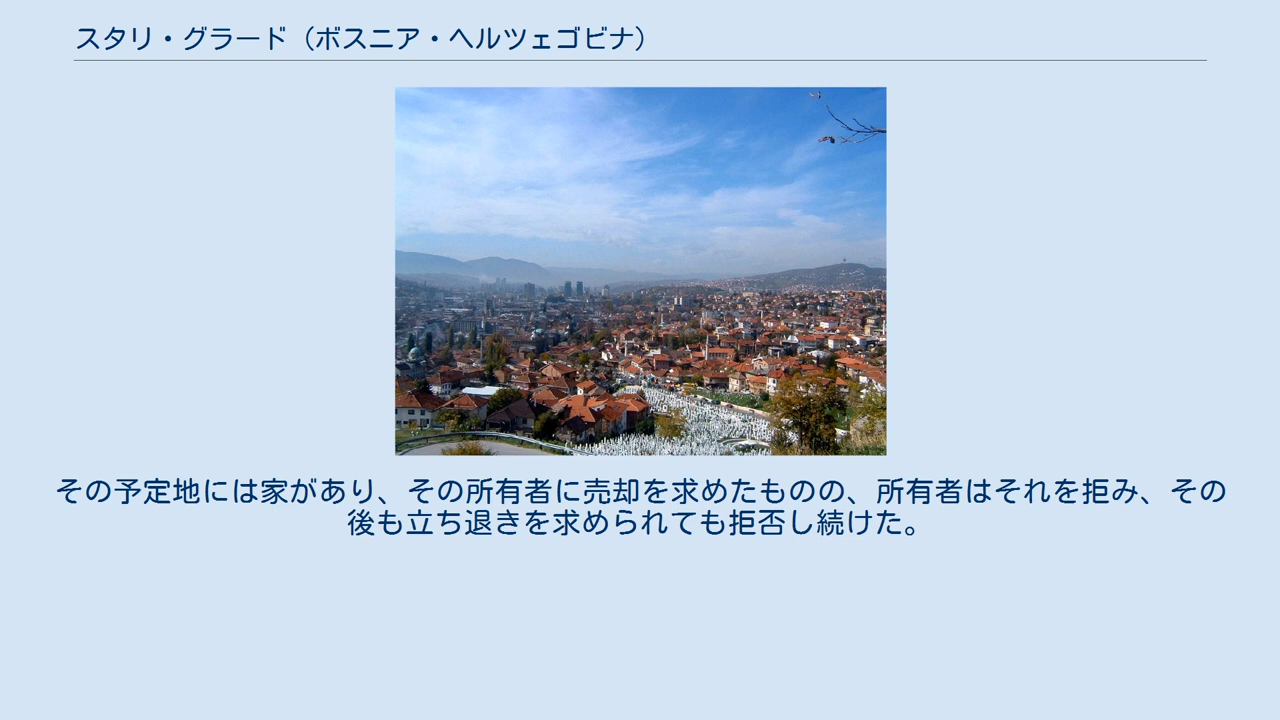 スタリ・グラード（ボスニア・ヘルツェゴビナ）
その予定地には家があり、その所有者に売却を求めたものの、所有者はそれを拒み、その
後も立ち退きを求められても拒否し続けた。